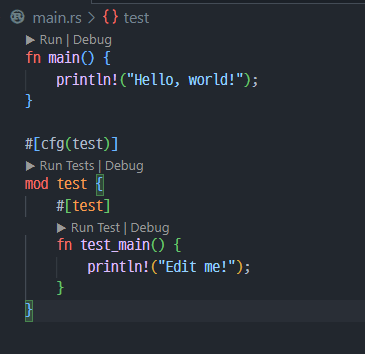 main.rs > {} test
▶ Run | Debug
fn main() {
    println!("Hello, world!");
}
#[cfg(test)]
▶ Run Tests | Debug
mod test {
    #[test]
    ▶ Run Test | Debug
    fn test_main() {
        println!("Edit me!");
    }
}